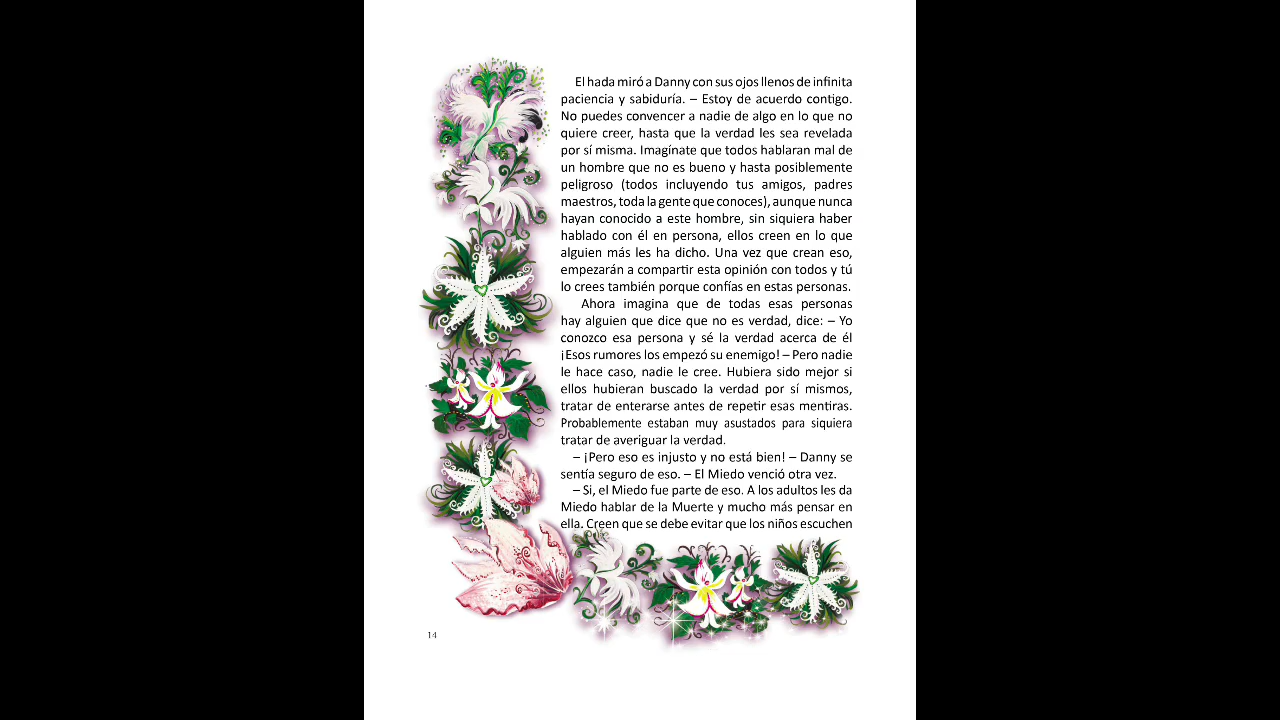 El hada miró a Danny con sus ojos llenos de infinita
paciencia y sabiduría. – Estoy de acuerdo contigo.
No puedes convencer a nadie de algo en lo que no
quiere creer, hasta que la verdad les sea revelada
por sí misma. Imagínate que todos hablaran mal de
un hombre que no es bueno y hasta posiblemente
peligroso (todos incluyendo tus amigos, padres
maestros, toda la gente que conoces), aunque nunca
hayan conocido a este hombre, sin siquiera haber
hablado con él en persona, ellos creen en lo que
alguien más les ha dicho. Una vez que crean eso,
empezarán a compartir esta opinión con todos y tú
lo crees también porque confías en estas personas.
Ahora imagina que de todas esas personas
hay alguien que dice que no es verdad, dice: – Yo
conozco esa persona y sé la verdad acerca de él
¡Esos rumores los empezó su enemigo! – Pero nadie
le hace caso, nadie le cree. Hubiera sido mejor si
ellos hubieran buscado la verdad por sí mismos,
tratar de enterarse antes de repetir esas mentiras.
Probablemente estaban muy asustados para siquiera
tratar de averiguar la verdad.
– ¡Pero eso es injusto y no está bien! – Danny se
sentía seguro de eso. – El Miedo venció otra vez.
– Si, el Miedo fue parte de eso. A los adultos les da
Miedo hablar de la Muerte y mucho más pensar en
ella. Creen que se debe evitar que los niños escuchen
14